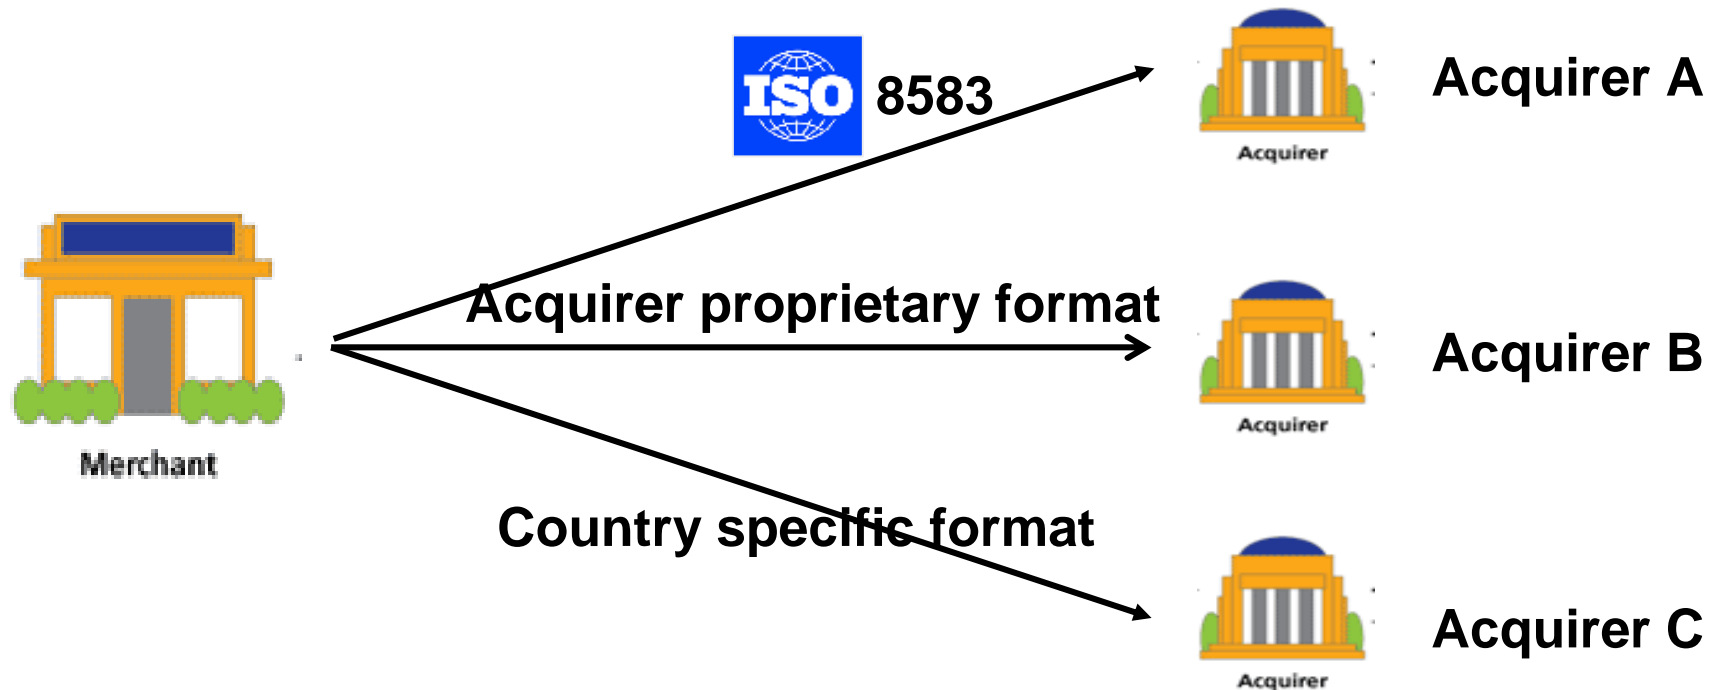 ISO 8583
Acquirer A
Acquirer
Acquirer proprietary format
Acquirer B
Acquirer
Merchant
Country specific format
Acquirer C
Acquirer